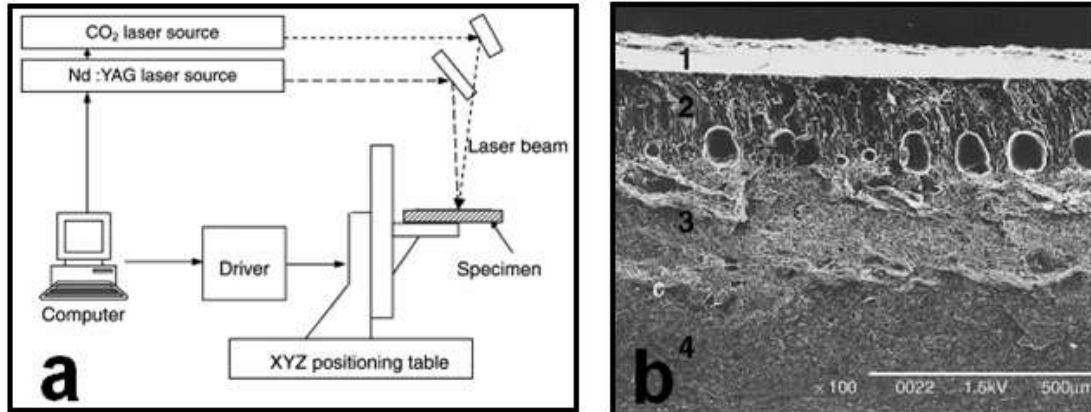 CO₂ laser source
Nd :YAG laser source
Laser beam
Driver
Specimen
Computer
XYZ positioning table
a
1
2
3
4
b
× 100 0022 1.5kV 500μm